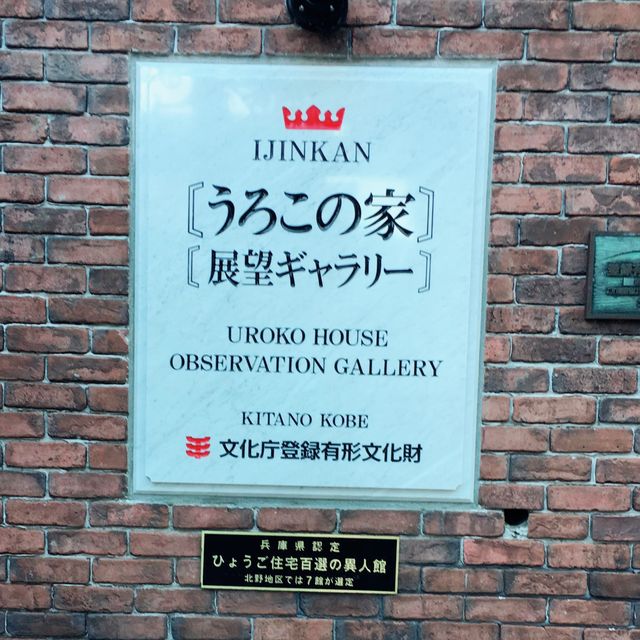 IJINKAN
[うろこの家]
[展望ギャラリー]
UROKO HOUSE
OBSERVATION GALLERY
KITANO KOBE
文化庁登録有形文化財
兵庫県認定
ひょうご住宅百選の異人館
北野地区では7館が選定